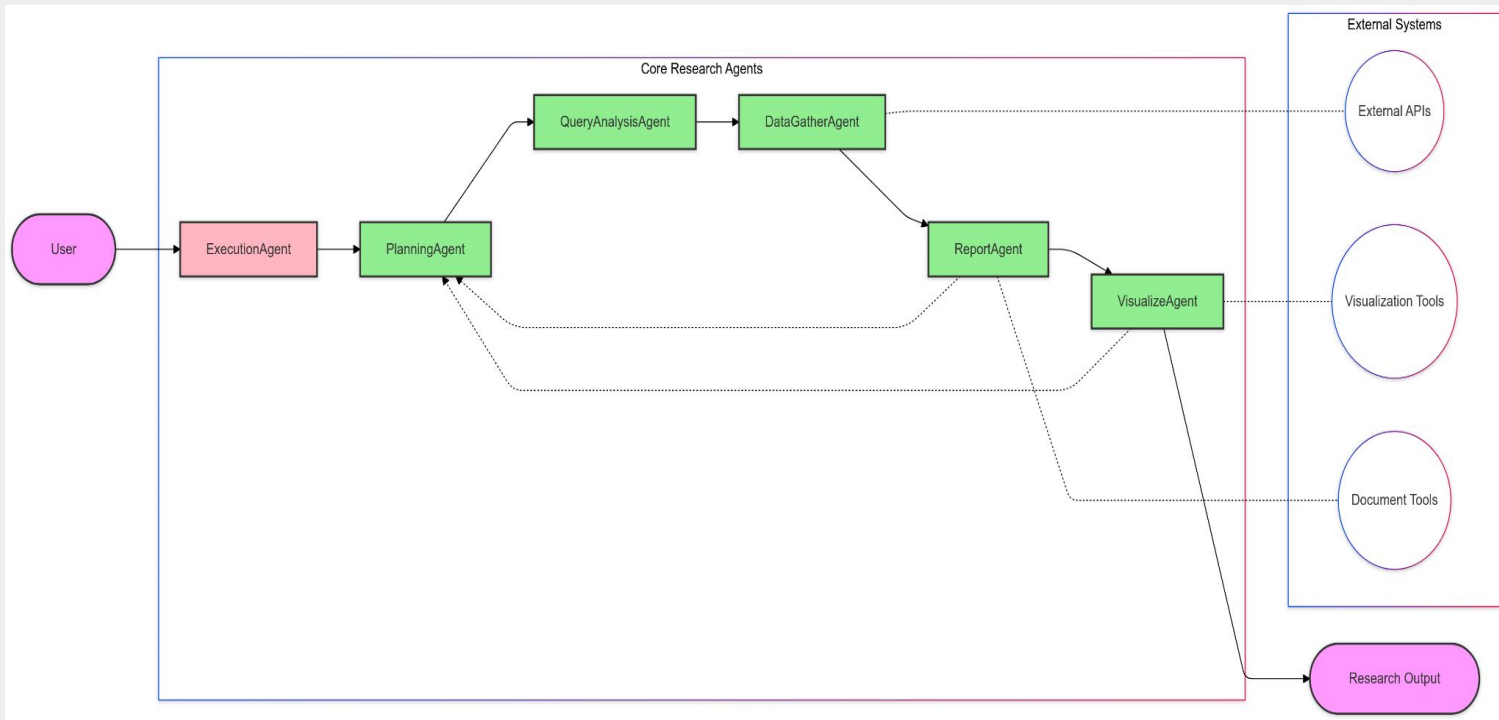 External Systems
Core Research Agents
QueryAnalysisAgent
DataGatherAgent
External APIs
User
ExecutionAgent
PlanningAgent
ReportAgent
VisualizeAgent
Visualization Tools
Document Tools
Research Output